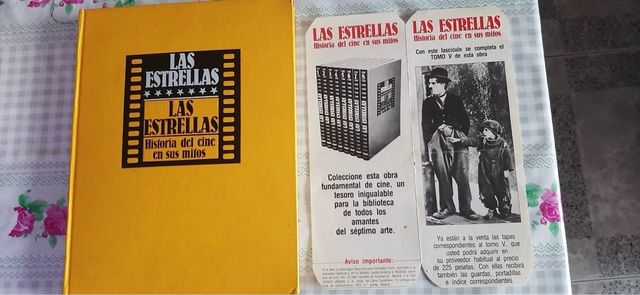 LAS
ESTRELLAS
LAS
ESTRELLAS
Historia del cine
en sus mitos
LAS ESTRELLAS
Historia del cine en sus mitos
Coleccione esta obra
fundamental de cine, un
tesoro inigualable
para la biblioteca
de todos los
amantes
del séptimo arte.
Aviso importante:
LAS ESTRELLAS
Historia del cine en sus mitos
Con este fascículo se completa el
TOMO V de esta obra
Ya están a la venta las tapas
correspondientes al tomo V, que
usted podrá adquirir en
su proveedor habitual al precio
de 225 pesetas. Con ellas recibirá
también las guardas, portadillas
e índice correspondientes.